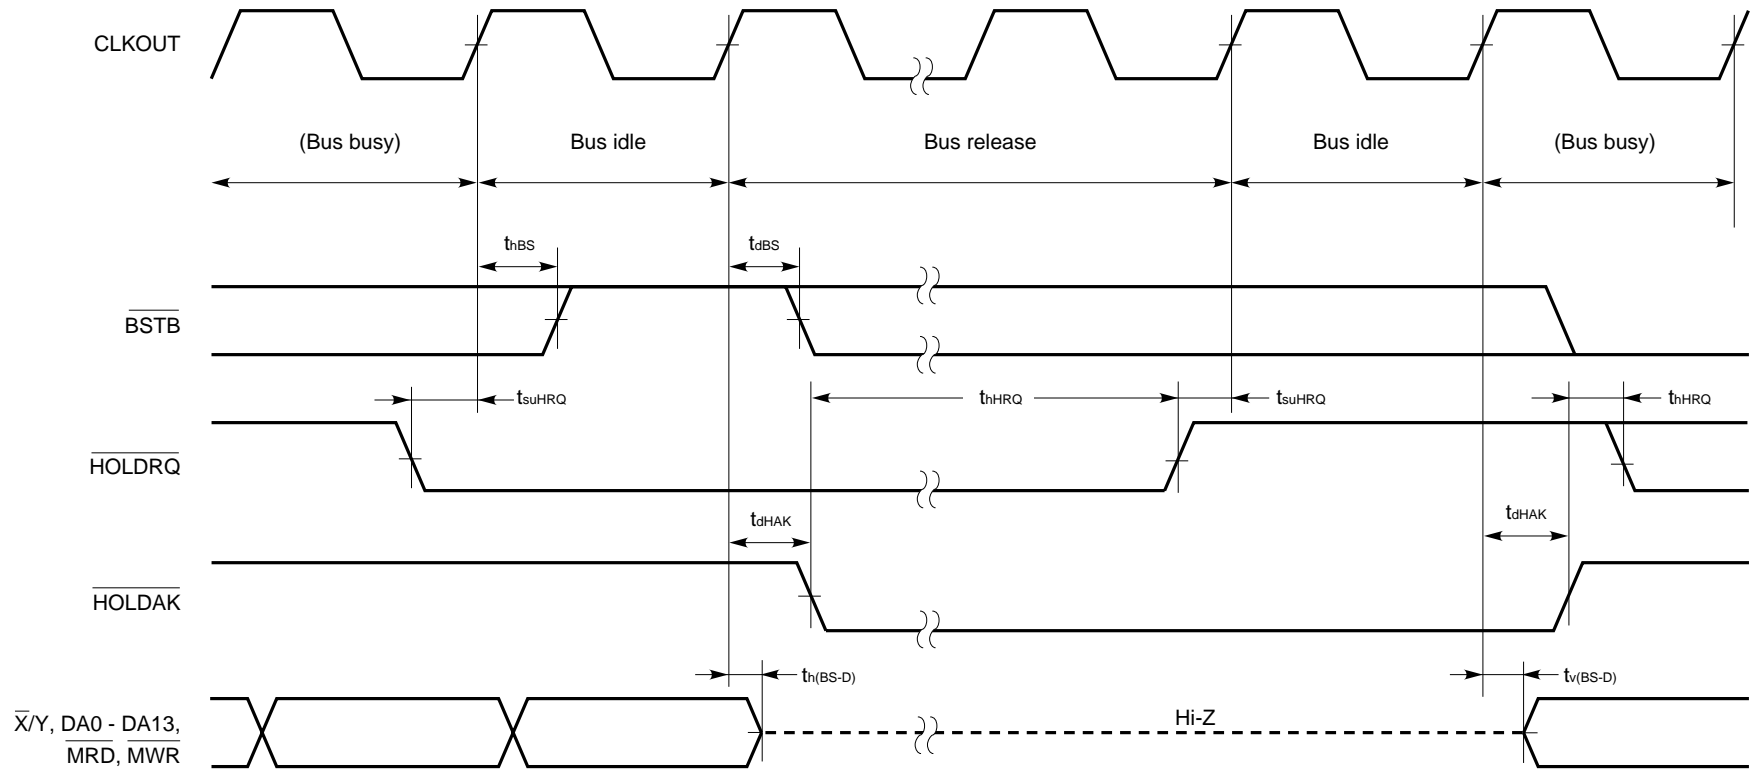 CLKOUT
(Bus busy) Bus idle Bus release Bus idle (Bus busy)
thBS tdBS
BSTB
tsuHRQ thHRQ tsuHRQ thHRQ
HOLDRQ
tdHAK tdHAK
HOLDAK
th(BS-D) tv(BS-D)
X/Y, DA0 - DA13,
MRD, MWR
Hi-Z